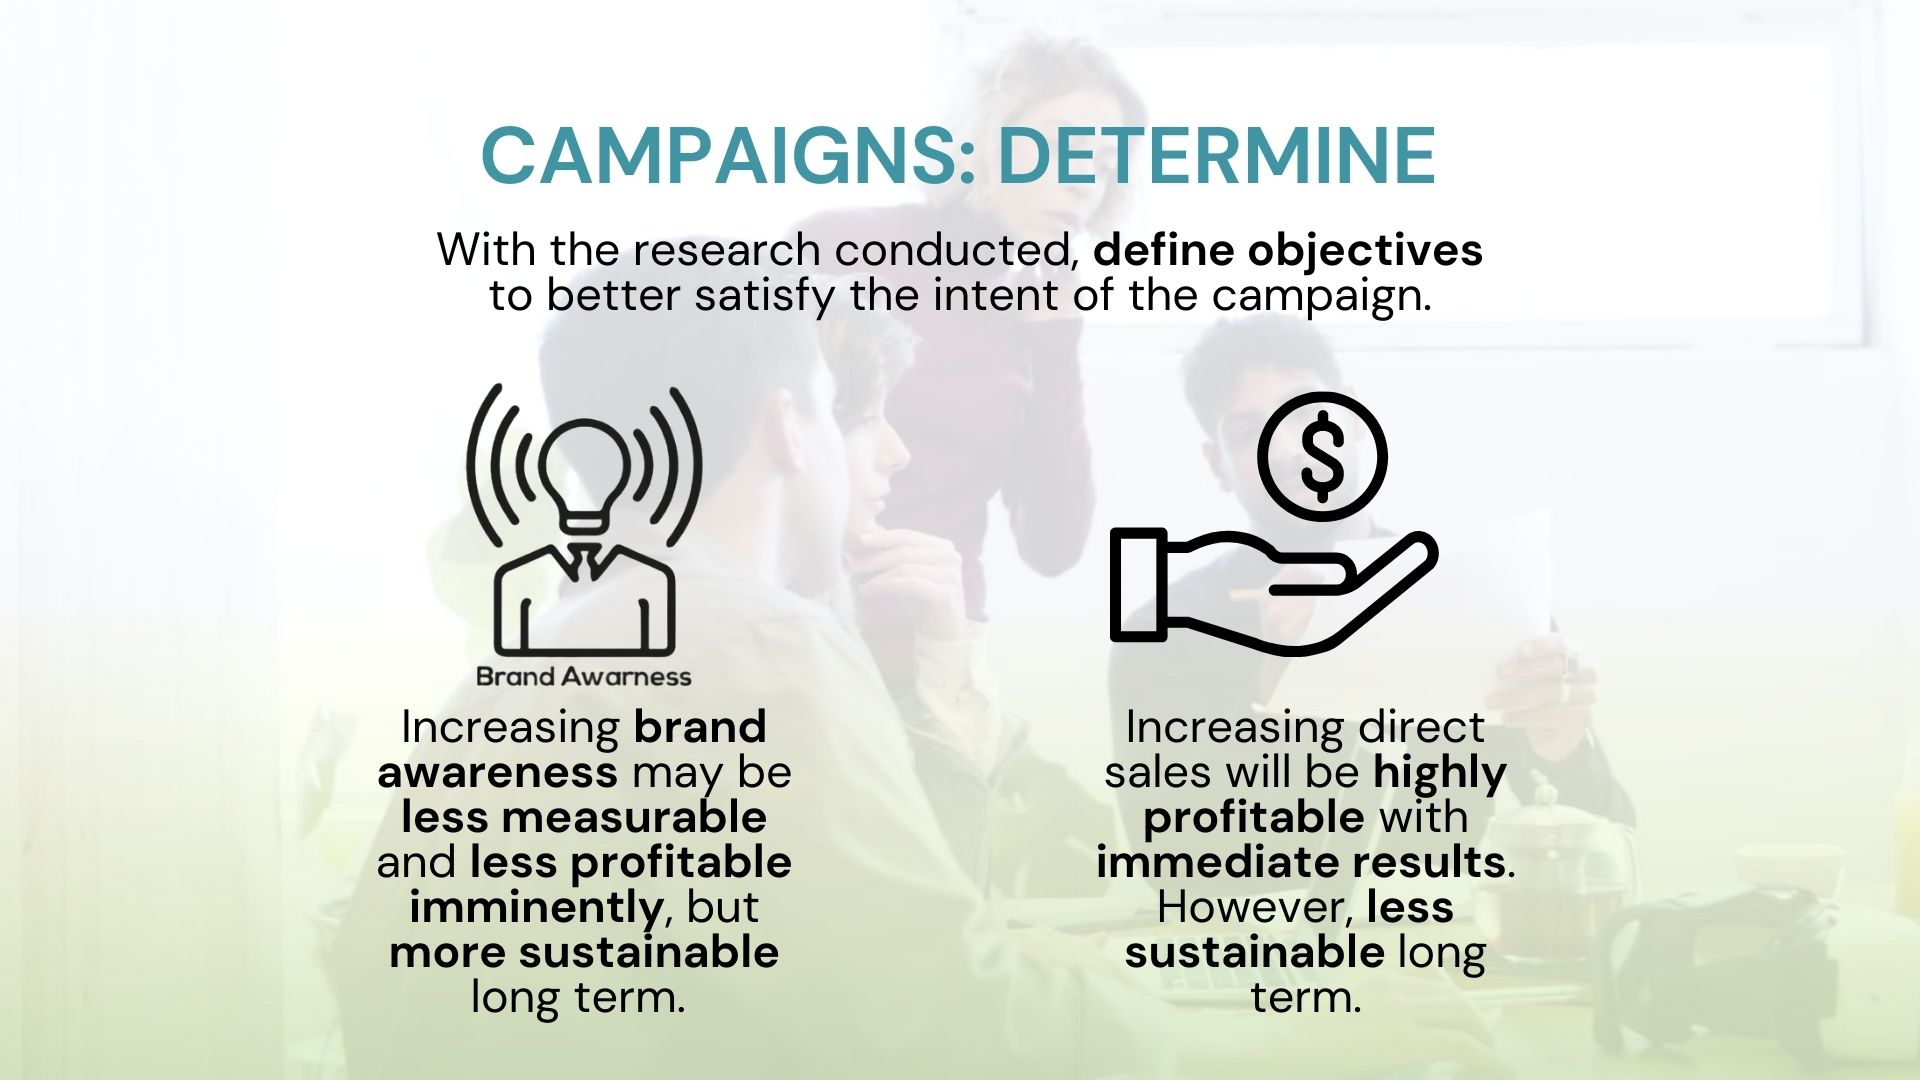 CAMPAIGNS: DETERMINE
With the research conducted, define objectives
to better satisfy the intent of the campaign.
Brand Awarness
Increasing brand
awareness may be
less measurable
and less profitable
imminently, but
more sustainable
long term.
$
Increasing direct
sales will be highly
profitable with
immediate results.
However, less
sustainable long
term.